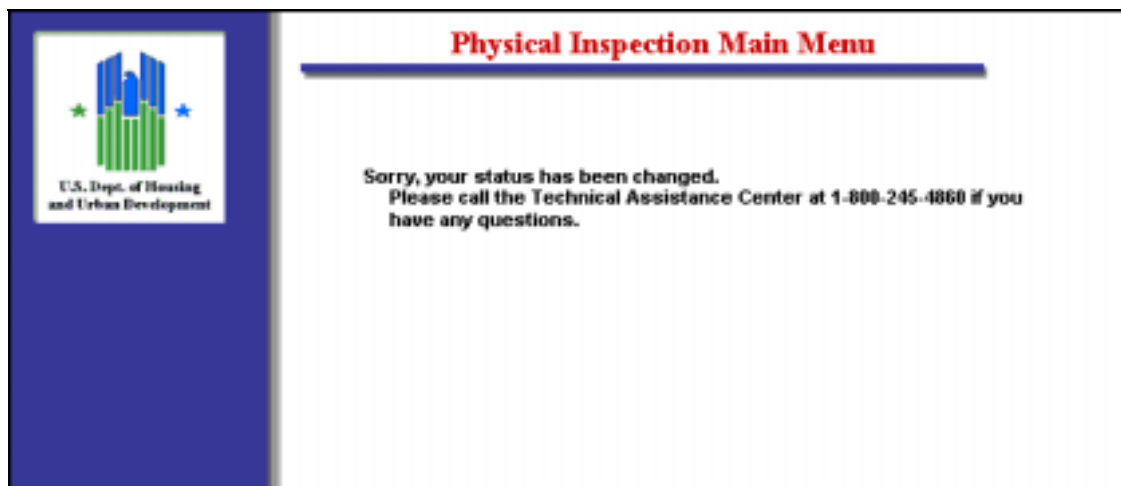 Physical Inspection Main Menu
U.S. Dept. of Housing
and Urban Development
Sorry, your status has been changed.
Please call the Technical Assistance Center at 1-800-245-4860 if you
have any questions.